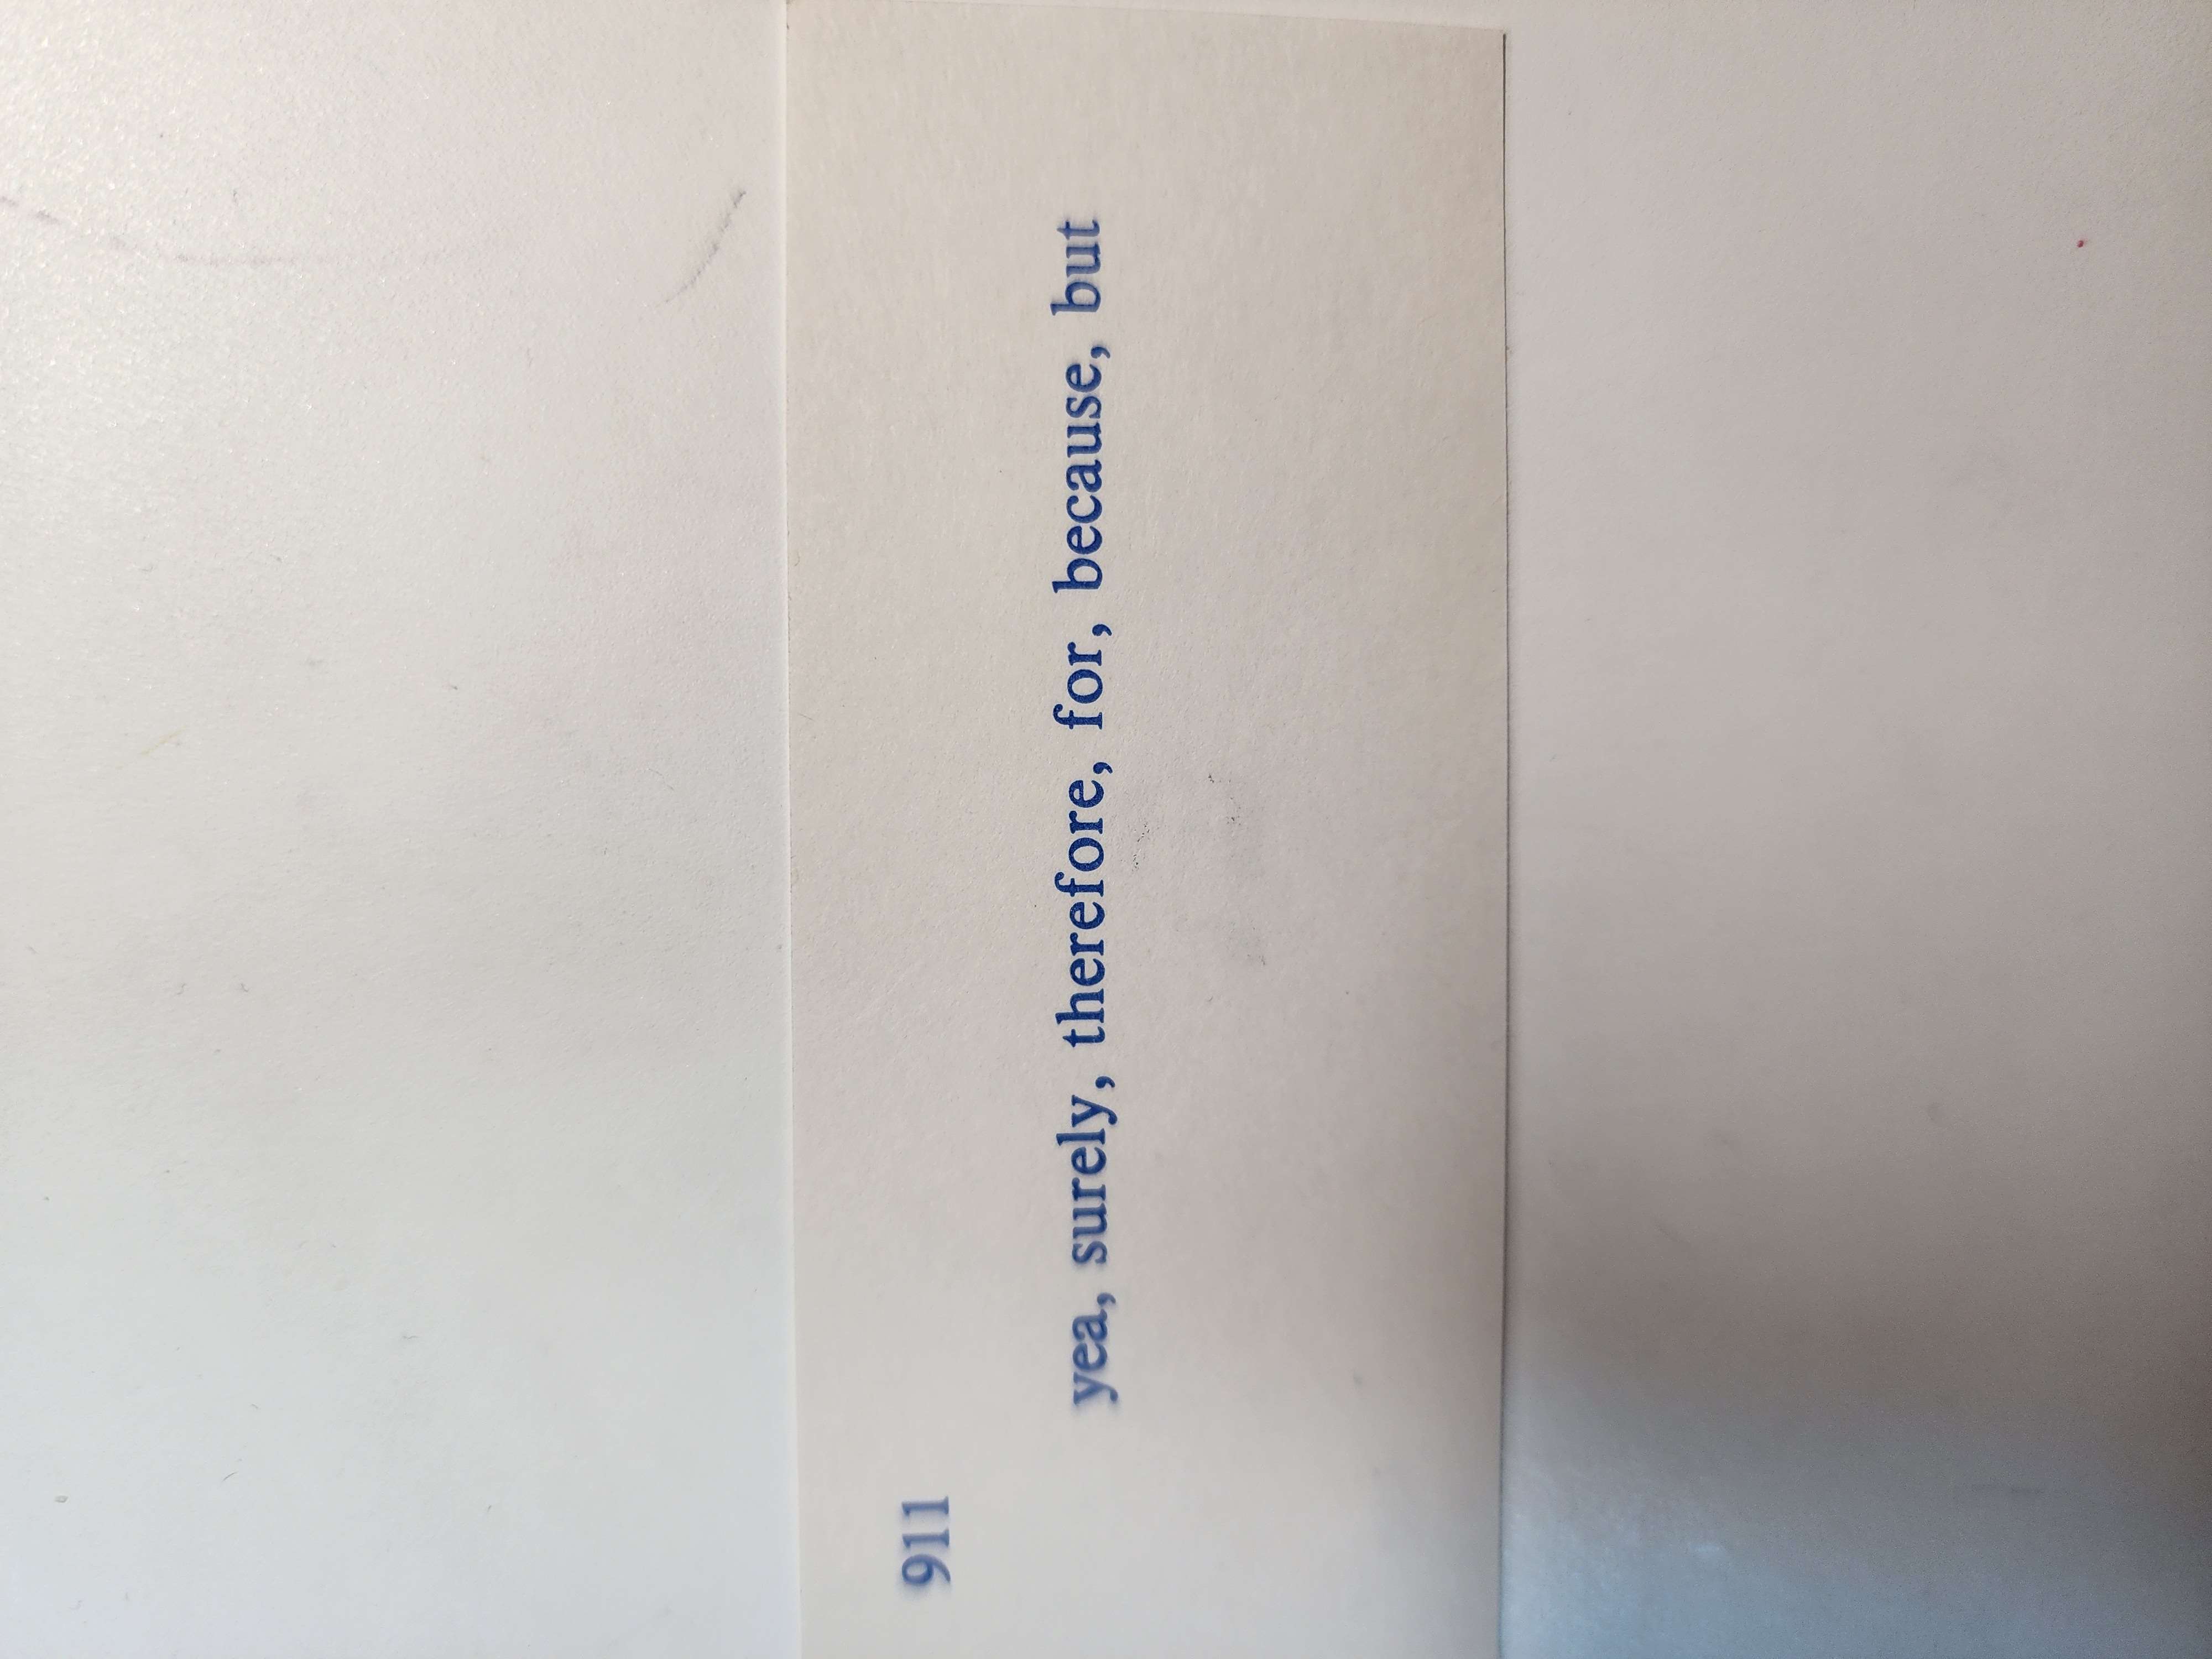 911
yea, surely, therefore, for, because, but